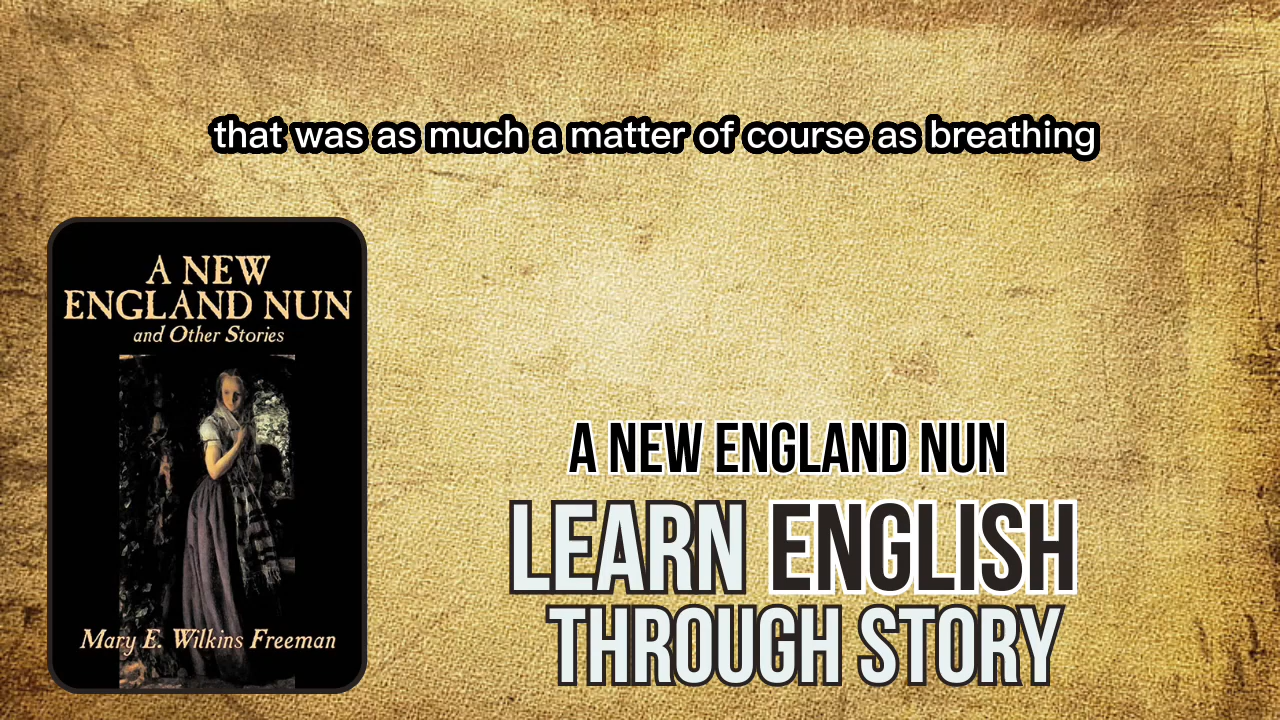 that was as much a matter of course as breathing
A NEW
ENGLAND NUN
and Other Stories
Mary E. Wilkins Freeman
A NEW ENGLAND NUN
LEARN ENGLISH
THROUGH STORY